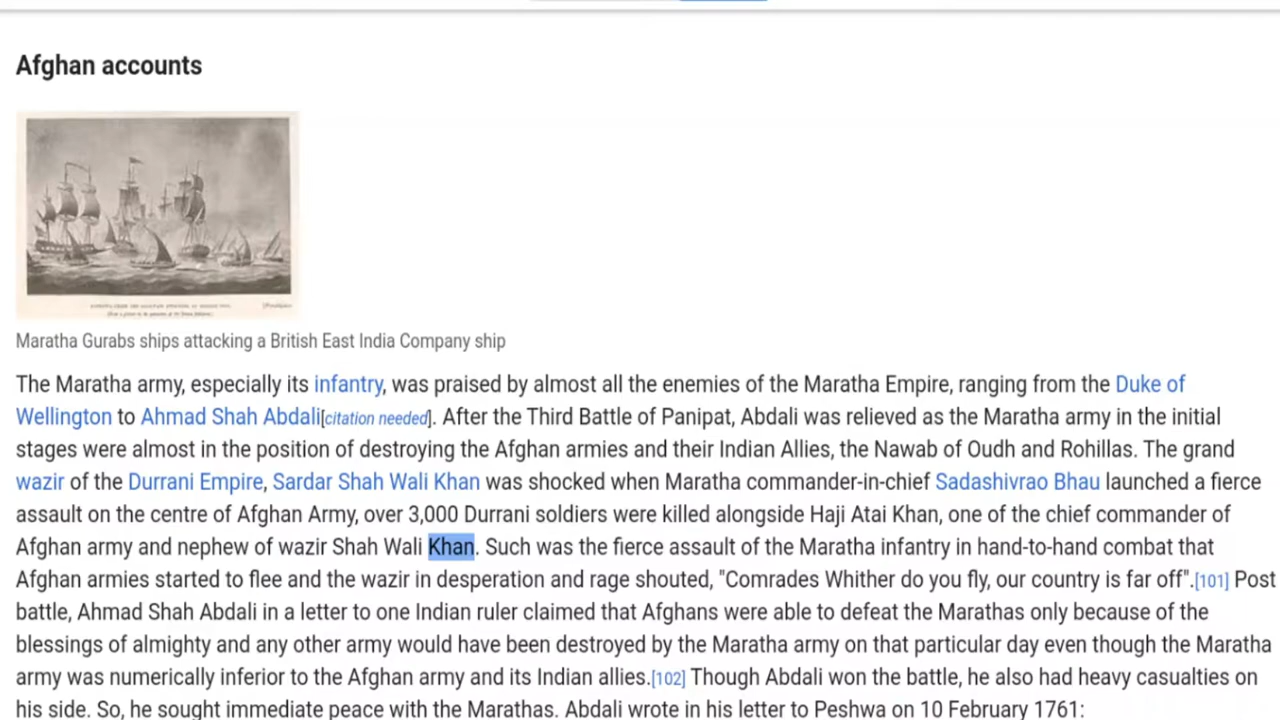 Afghan accounts
Maratha Gurabs ships attacking a British East India Company ship
The Maratha army, especially its infantry, was praised by almost all the enemies of the Maratha Empire, ranging from the Duke of
Wellington to Ahmad Shah Abdali[citation needed]. After the Third Battle of Panipat, Abdali was relieved as the Maratha army in the initial
stages were almost in the position of destroying the Afghan armies and their Indian Allies, the Nawab of Oudh and Rohillas. The grand
wazir of the Durrani Empire, Sardar Shah Wali Khan was shocked when Maratha commander-in-chief Sadashivrao Bhau launched a fierce
assault on the centre of Afghan Army, over 3,000 Durrani soldiers were killed alongside Haji Atai Khan, one of the chief commander of
Afghan army and nephew of wazir Shah Wali Khan. Such was the fierce assault of the Maratha infantry in hand-to-hand combat that
Afghan armies started to flee and the wazir in desperation and rage shouted, "Comrades Whither do you fly, our country is far off".[101] Post
battle, Ahmad Shah Abdali in a letter to one Indian ruler claimed that Afghans were able to defeat the Marathas only because of the
blessings of almighty and any other army would have been destroyed by the Maratha army on that particular day even though the Maratha
army was numerically inferior to the Afghan army and its Indian allies.[102] Though Abdali won the battle, he also had heavy casualties on
his side. So, he sought immediate peace with the Marathas. Abdali wrote in his letter to Peshwa on 10 February 1761: